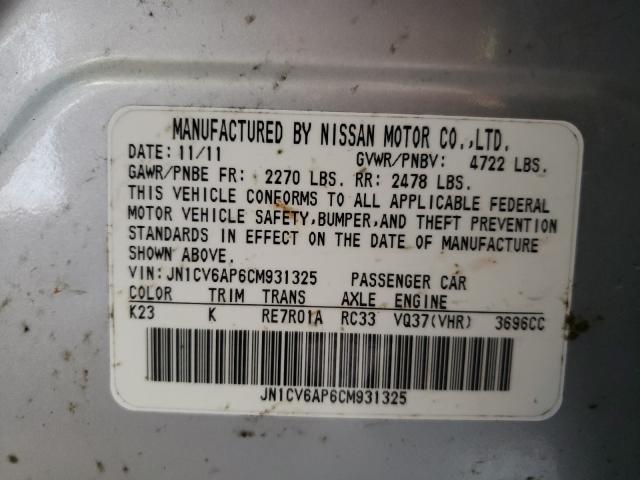 MANUFACTURED BY NISSAN MOTOR CO.,LTD.
DATE: 11/11 GVWR/PNBV: 4722 LBS.
GAWR/PNBE FR: 2270 LBS. RR: 2478 LBS.
THIS VEHICLE CONFORMS TO ALL APPLICABLE FEDERAL
MOTOR VEHICLE SAFETY,BUMPER,AND THEFT PREVENTION
STANDARDS IN EFFECT ON THE DATE OF MANUFACTURE
SHOWN ABOVE.
VIN: JN1CV6AP6CM931325 PASSENGER CAR
COLOR TRIM TRANS AXLE ENGINE
K23 K RE7R01A RC33 VQ37(VHR) 3696CC
JN1CV6AP6CM931325